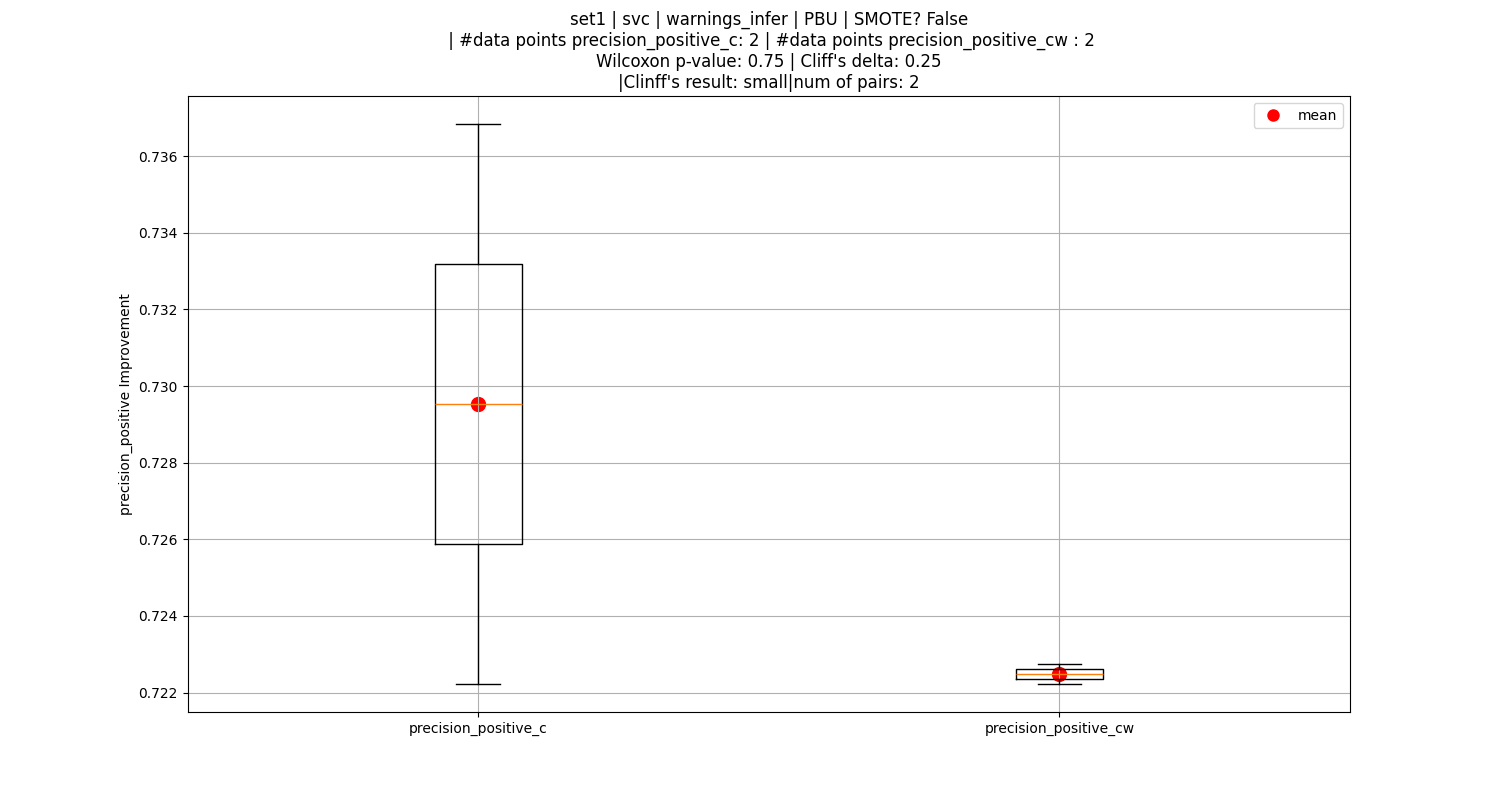 set1 | svc | warnings_infer | PBU | SMOTE? False
| #data points precision_positive_c: 2 | #data points precision_positive_cw : 2
Wilcoxon p-value: 0.75 | Cliff's delta: 0.25
|Clinff's result: small|num of pairs: 2
mean
0.736
0.734
0.732
0.730
0.728
0.726
0.724
0.722
precision_positive Improvement
precision_positive_c
precision_positive_cw